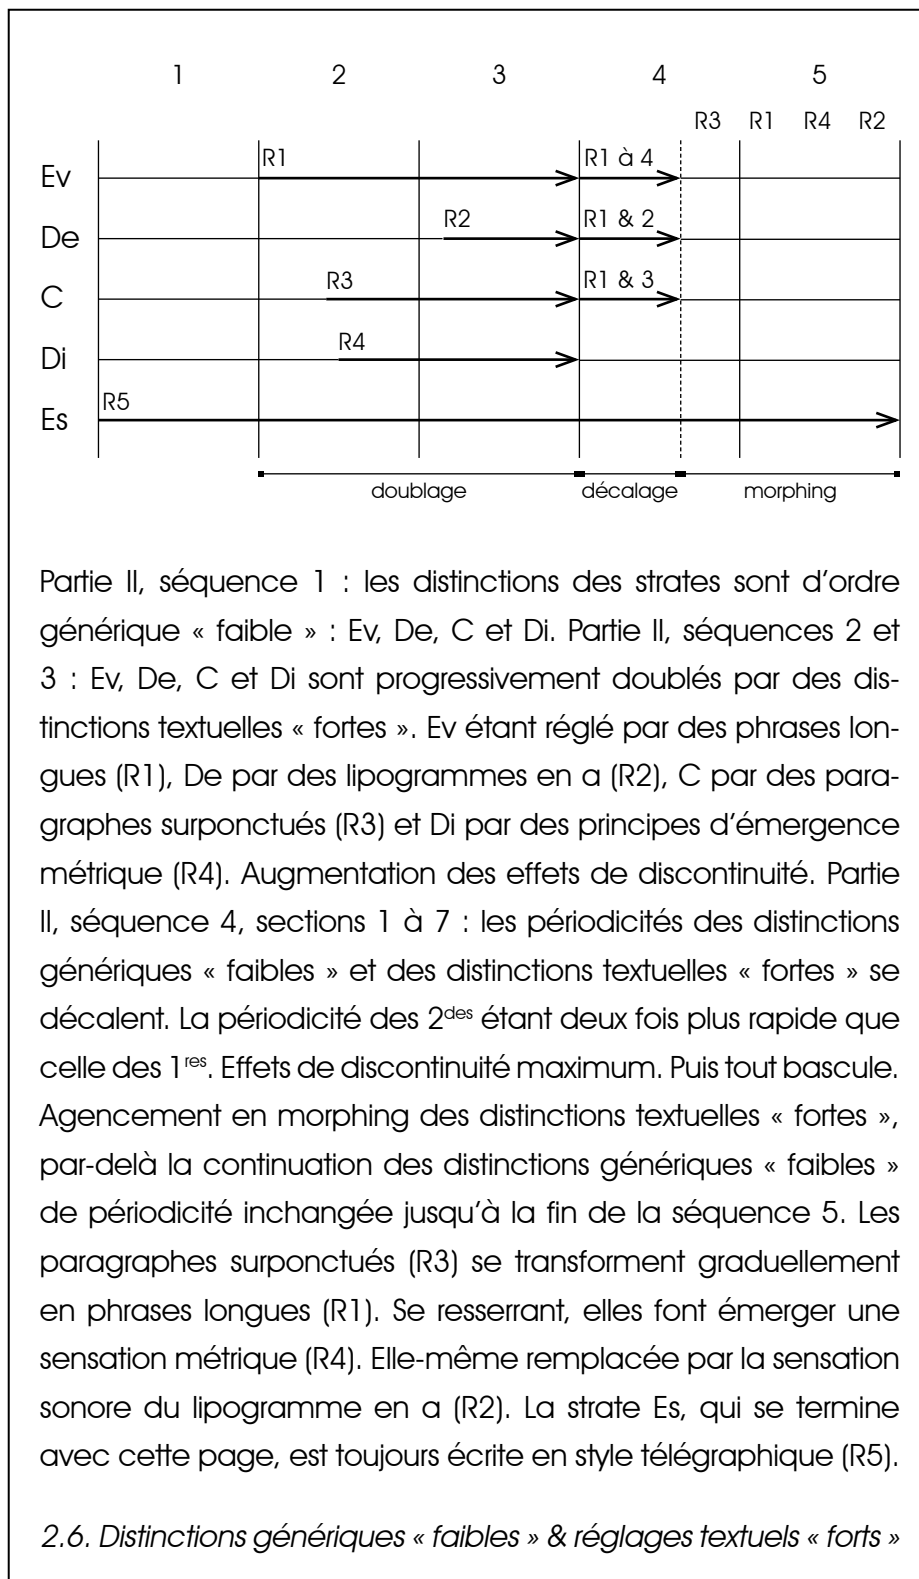 1 2 3 4 5
R3 R1 R4 R2
Ev R1 R1 à 4
De R2 R1 & 2
C R3 R1 & 3
Di R4
Es R5
doublage décalage morphing
Partie II, séquence 1 : les distinctions des strates sont d’ordre
générique « faible » : Ev, De, C et Di. Partie II, séquences 2 et
3 : Ev, De, C et Di sont progressivement doublés par des dis-
tinctions textuelles « fortes ». Ev étant réglé par des phrases lon-
gues (R1), De par des lipogrammes en a (R2), C par des para-
graphes surponctués (R3) et Di par des principes d’émergence
métrique (R4). Augmentation des effets de discontinuité. Partie
II, séquence 4, sections 1 à 7 : les périodicités des distinctions
génériques « faibles » et des distinctions textuelles « fortes » se
décalent. La périodicité des 2des étant deux fois plus rapide que
celle des 1res. Effets de discontinuité maximum. Puis tout bascule.
Agencement en morphing des distinctions textuelles « fortes »,
par-delà la continuation des distinctions génériques « faibles »
de périodicité inchangée jusqu’à la fin de la séquence 5. Les
paragraphes surponctués (R3) se transforment graduellement
en phrases longues (R1). Se resserrant, elles font émerger une
sensation métrique (R4). Elle-même remplacée par la sensation
sonore du lipogramme en a (R2). La strate Es, qui se termine
avec cette page, est toujours écrite en style télégraphique (R5).
2.6. Distinctions génériques « faibles » & réglages textuels « forts »